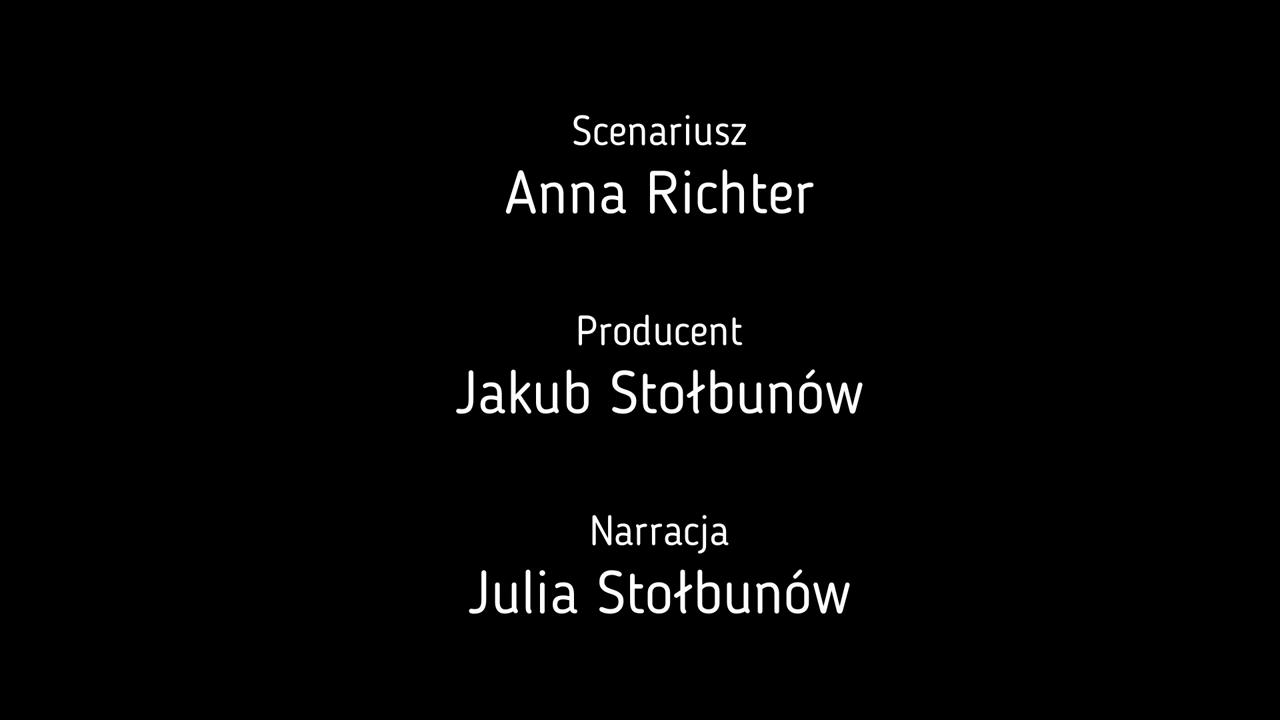 Scenariusz
Anna Richter
Producent
Jakub Stołbunów
Narracja
Julia Stołbunów